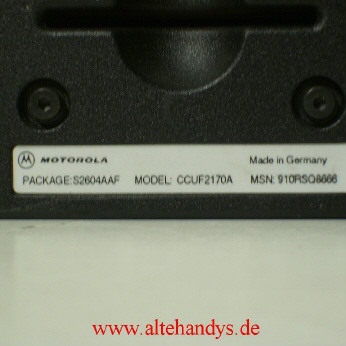 MOTOROLA Made in Germany
PACKAGE: S2604AAF MODEL: CCUF2170A MSN: 910RSQ8666
www.altehandys.de